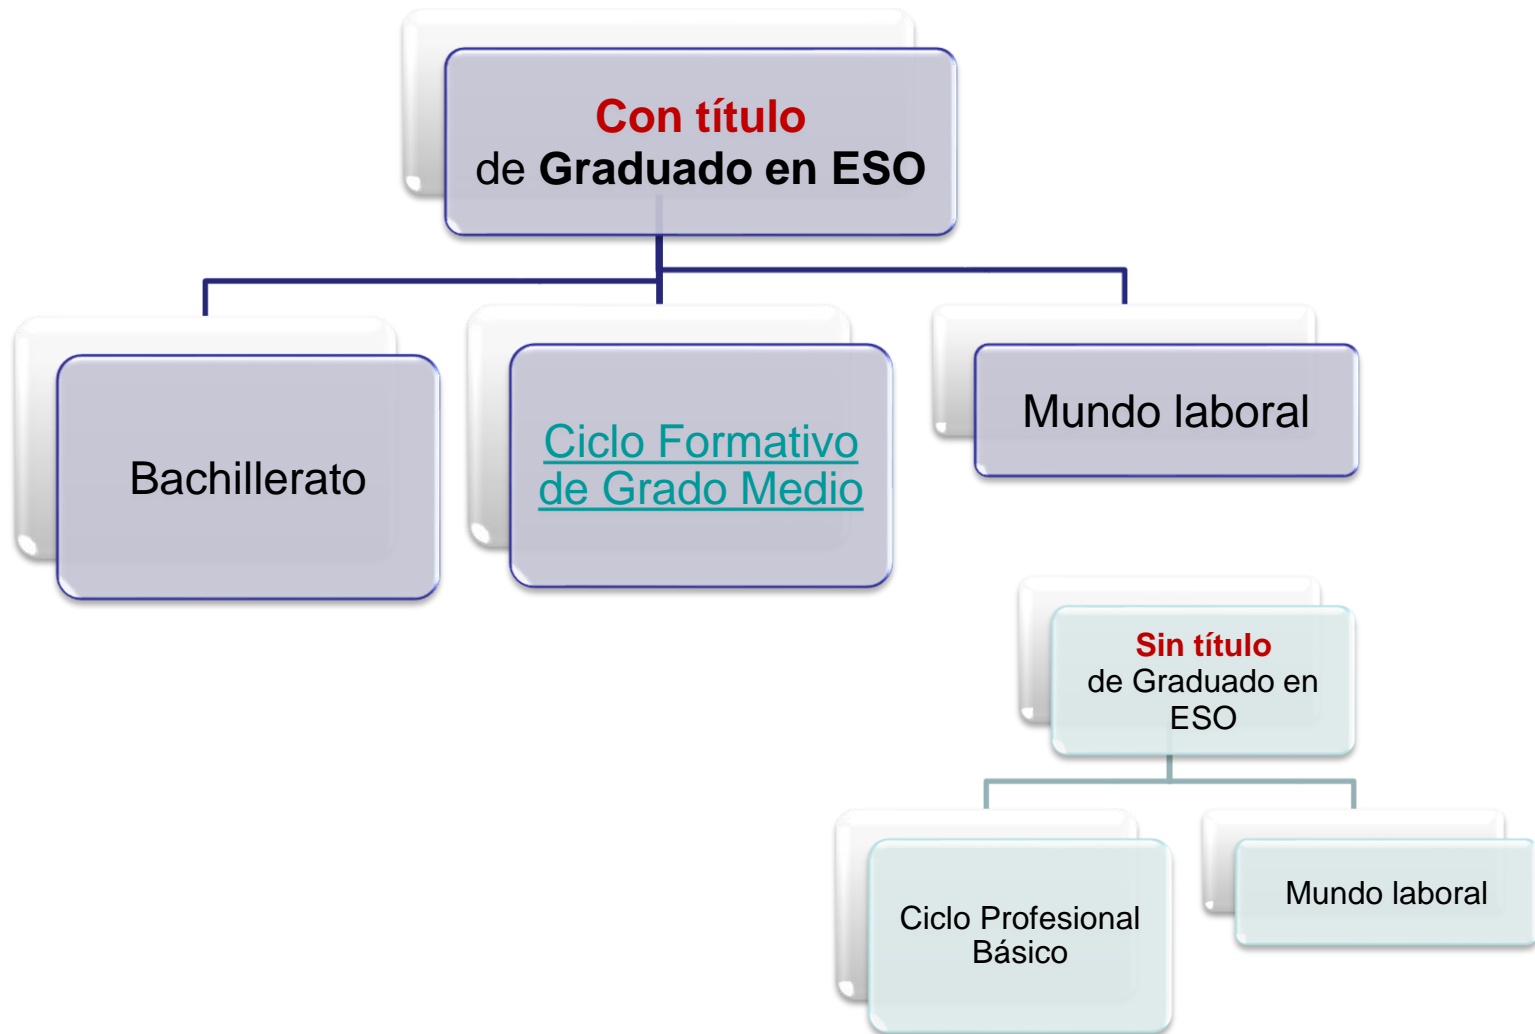 Con título
de Graduado en ESO
Bachillerato
Ciclo Formativo
de Grado Medio
Mundo laboral
Sin título
de Graduado en
ESO
Ciclo Profesional
Básico
Mundo laboral